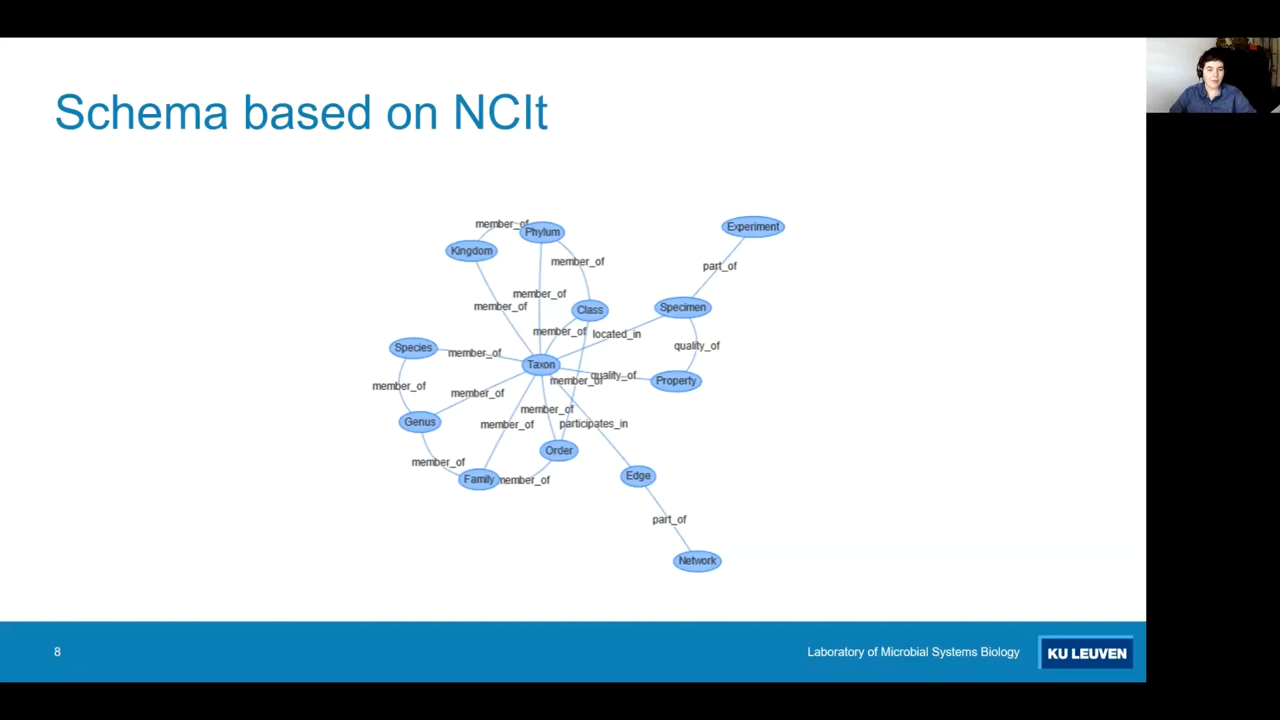 Schema based on NCIt
member_of
Phylum
Experiment
Kingdom
member_of
part_of
member_of
member_of
Class
Specimen
member_of
located_in
Species
member_of
quality_of
Taxon
quality_of
member_of
Property
member_of
member_of
Genus
member_of
member_of
participates_in
Order
member_of
Family
member_of
Edge
part_of
Network
8
Laboratory of Microbial Systems Biology
KU LEUVEN